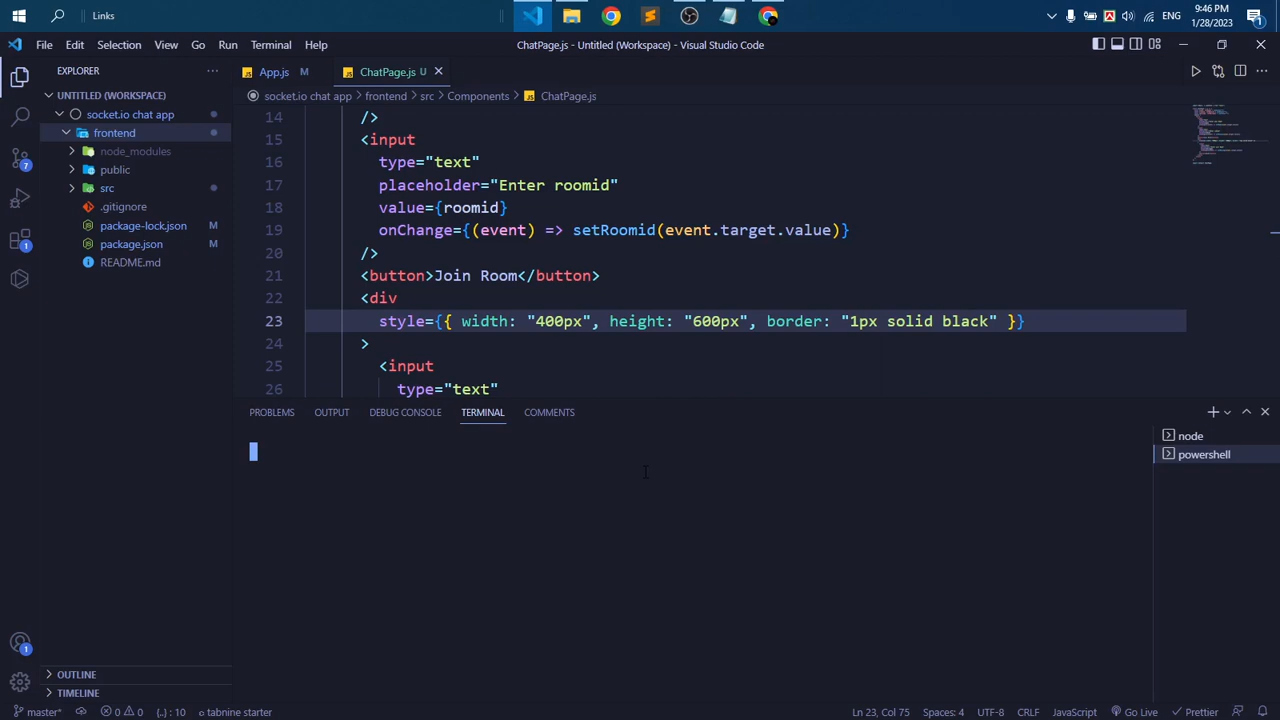 Links
9:46 PM
Eng
1/28/2023
1
File Edit Selection View Go Run Terminal Help
ChatPage.js - Untitled (Workspace) - Visual Studio Code
EXPLORER
App.js M
ChatPage.js U
UNTITLED (WORKSPACE)
socket.io chat app > frontend > src > Components > ChatPage.js
socket.io chat app
frontend
node_modules
public
src
.gitignore
package-lock.json M
package.json M
README.md
7
1
14 />
15 <input
16 type="text"
17 placeholder="Enter roomid"
18 value={roomid}
19 onChange={(event) => setRoomid(event.target.value)}
20 />
21 <button>Join Room</button>
22 <div
23 style={{ width: "400px", height: "600px", border: "1px solid black" }}
24 >
25 <input
26 type="text"
PROBLEMS OUTPUT DEBUG CONSOLE TERMINAL COMMENTS
node
powershell
1
OUTLINE
TIMELINE
master* 0 0 {..} : 10 tabnine starter Ln 23, Col 75 Spaces: 4 UTF-8 CRLF JavaScript Go Live Prettier